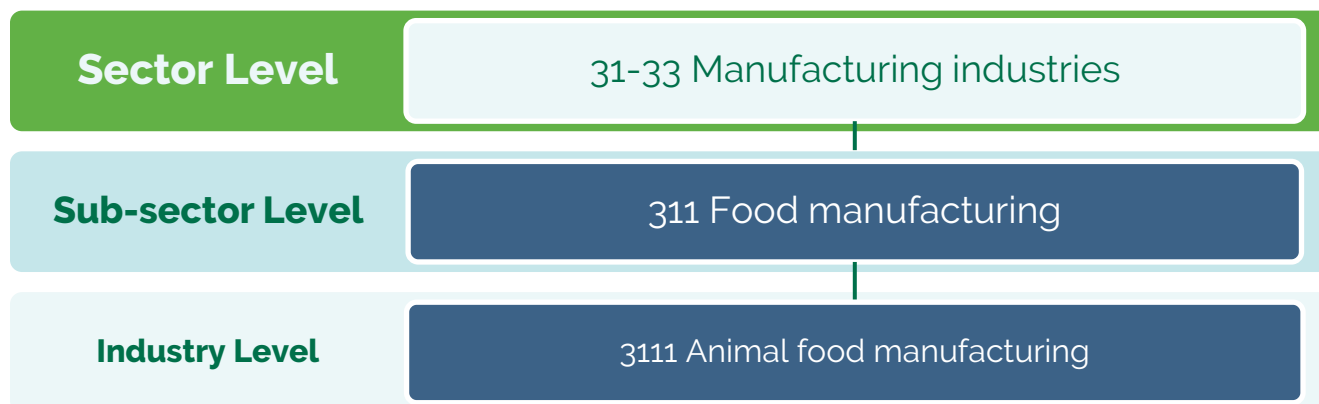 Sector Level
31-33 Manufacturing industries
Sub-sector Level
311 Food manufacturing
Industry Level
3111 Animal food manufacturing